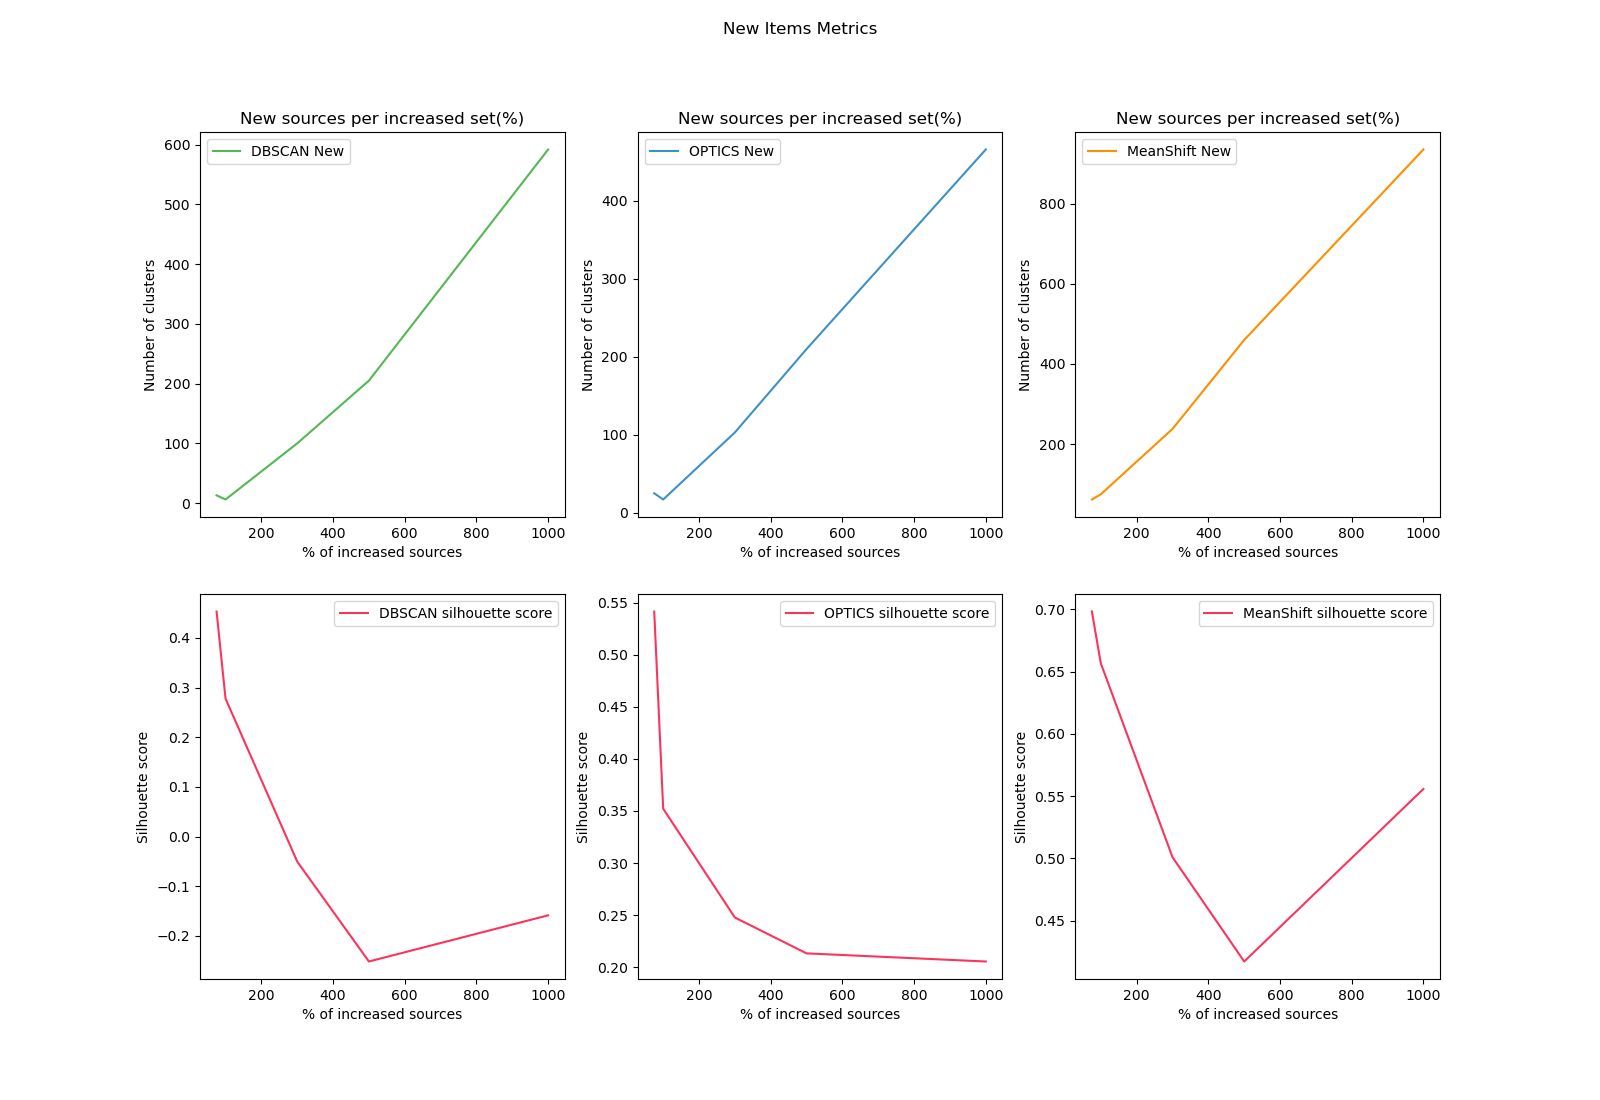 New Items Metrics
New sources per increased set(%)
DBSCAN New
Number of clusters
600
500
400
300
200
100
0
200 400 600 800 1000
% of increased sources
New sources per increased set(%)
OPTICS New
Number of clusters
400
300
200
100
0
200 400 600 800 1000
% of increased sources
New sources per increased set(%)
MeanShift New
Number of clusters
800
600
400
200
200 400 600 800 1000
% of increased sources
DBSCAN silhouette score
Silhouette score
0.4
0.3
0.2
0.1
0.0
−0.1
−0.2
200 400 600 800 1000
% of increased sources
OPTICS silhouette score
Silhouette score
0.55
0.50
0.45
0.40
0.35
0.30
0.25
0.20
200 400 600 800 1000
% of increased sources
MeanShift silhouette score
Silhouette score
0.70
0.65
0.60
0.55
0.50
0.45
200 400 600 800 1000
% of increased sources